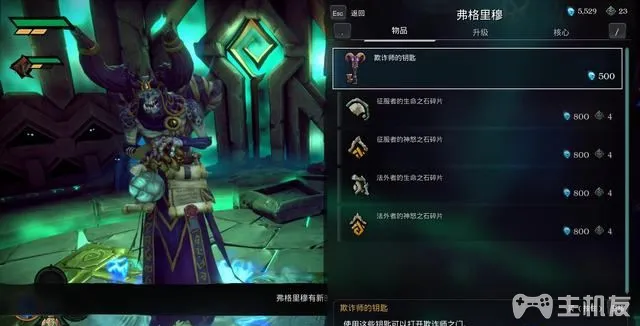 Esc 返回
弗格里穆
5,529 23
物品 升级 核心 /
欺诈师的钥匙
500
征服者的生命之石碎片
800 4
征服者的神怒之石碎片
800 4
法外者的生命之石碎片
800 4
法外者的神怒之石碎片
800 4
弗格里穆有新
欺诈师的钥匙
使用这些钥匙可以打开欺诈师之门
主机友